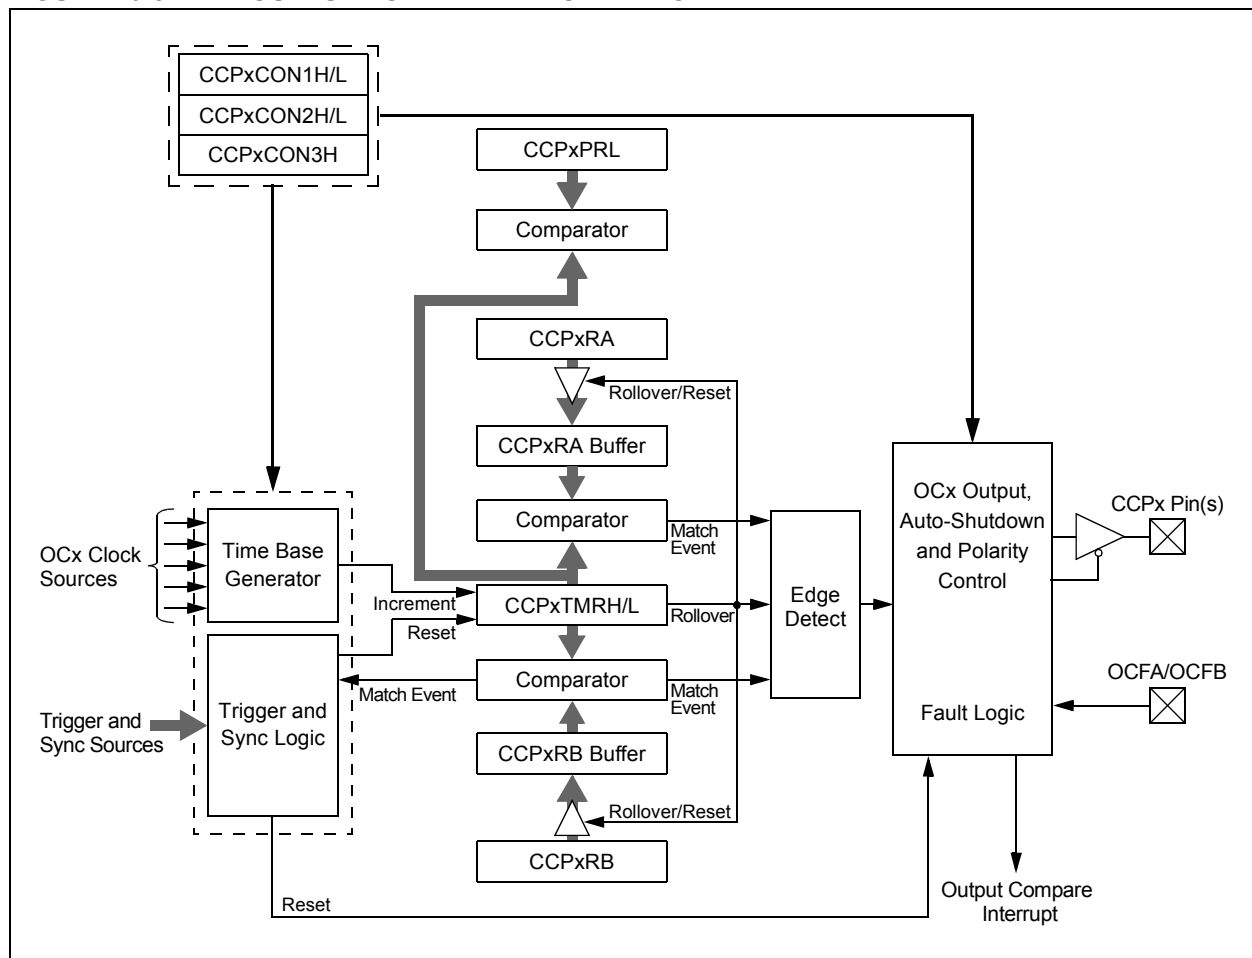 CCPxCON1H/L
CCPxCON2H/L
CCPxCON3H
CCPxPRL
Comparator
CCPxRA
Rollover/Reset
CCPxRA Buffer
Comparator
Match
Event
OCx Clock
Sources
Time Base
Generator
Increment
Reset
CCPxTMRH/L
Rollover
Edge
Detect
OCx Output,
Auto-Shutdown
and Polarity
Control
CCPx Pin(s)
OCFA/OCFB
Fault Logic
Match Event
Comparator
Match
Event
Trigger and
Sync Sources
Trigger and
Sync Logic
CCPxRB Buffer
Rollover/Reset
CCPxRB
Reset
Output Compare
Interrupt